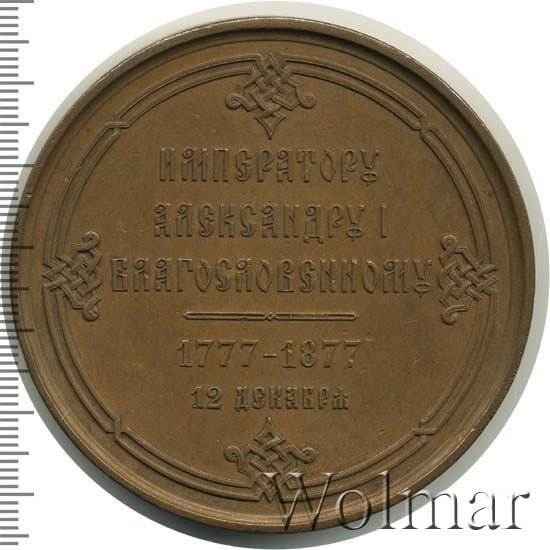 ИМПЕРАТОРУ
АЛЕКСАНДРУ I
БЛАГОСЛОВЕННОМУ
1777-1877
12 ДЕКАБРЯ
Wolmar